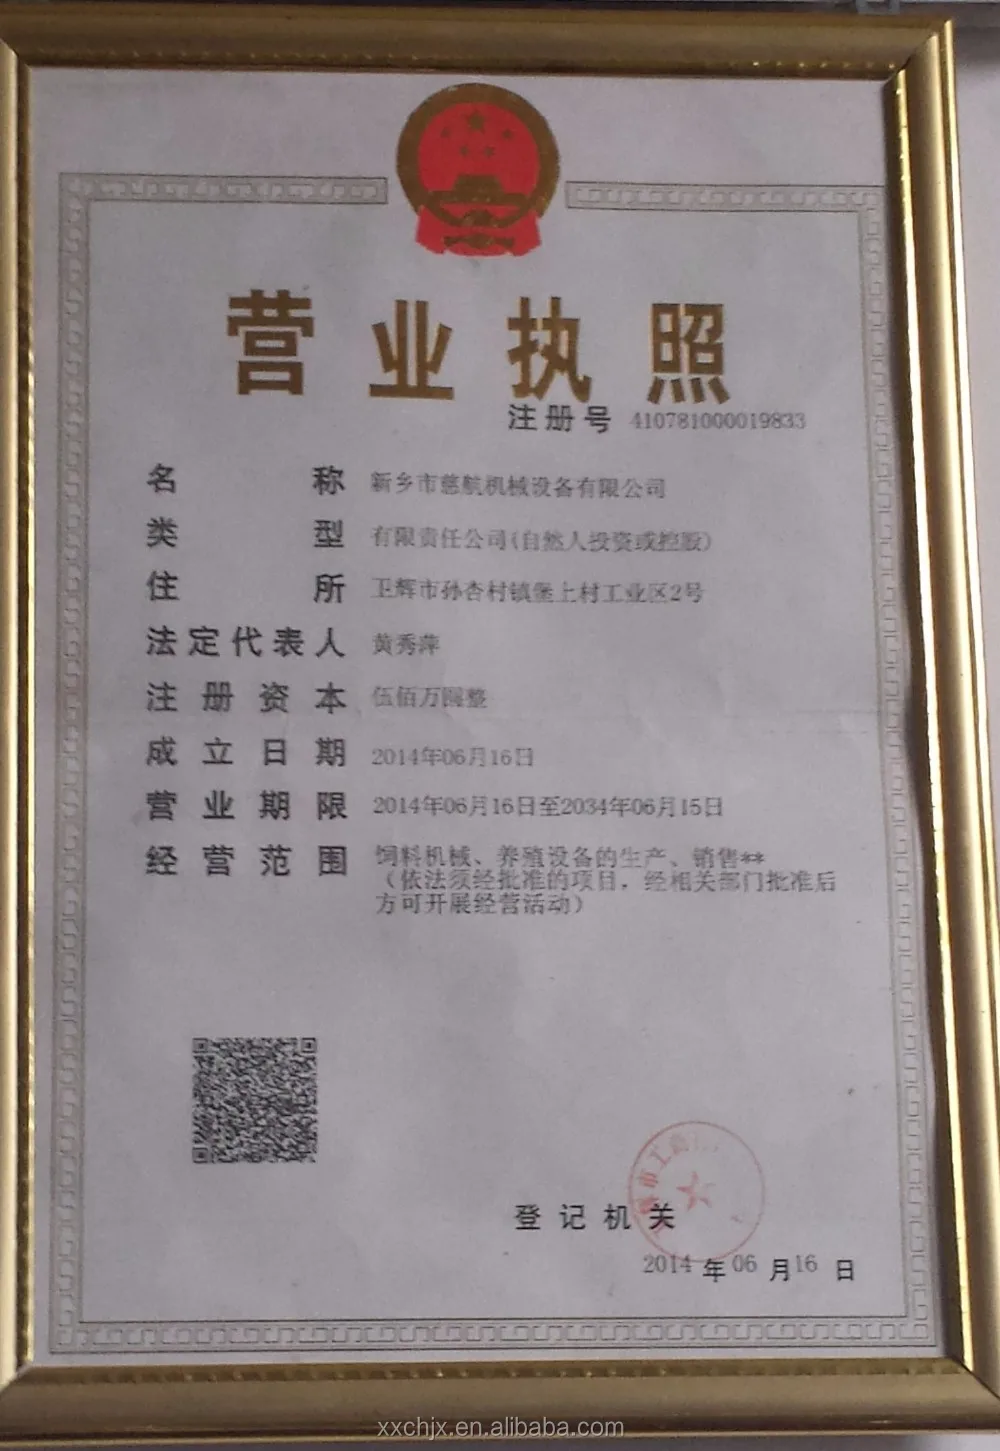 营业执照
注册号 410781000019833
名称 新乡市慈航机械设备有限公司
类型 有限责任公司(自然人投资或控股)
住所 卫辉市孙杏村镇堡上村工业区2号
法定代表人 黄秀萍
注册资本 伍佰万圆整
成立日期 2014年06月16日
营业期限 2014年06月16日至2034年06月15日
经营范围 饲料机械、养殖设备的生产、销售**
(依法须经批准的项目，经相关部门批准后
方可开展经营活动)
登记机关
2014年06月16日
xxchjx.en.alibaba.com